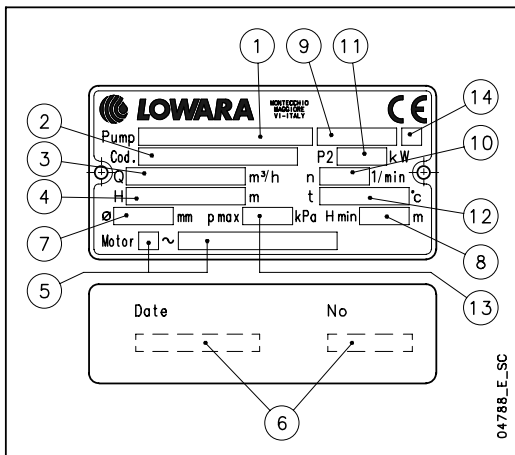 1 9 11
LOWARA MONTECCHIO MAGGIORE VI-ITALY CE 14
2 Pump
3 Cod. P2 kW 10
4 Q m³/h n 1/min
H m t °C 12
7 Ø mm p max kPa H min m 8
5 Motor ~ 13
Date No
6
04788_E_SC